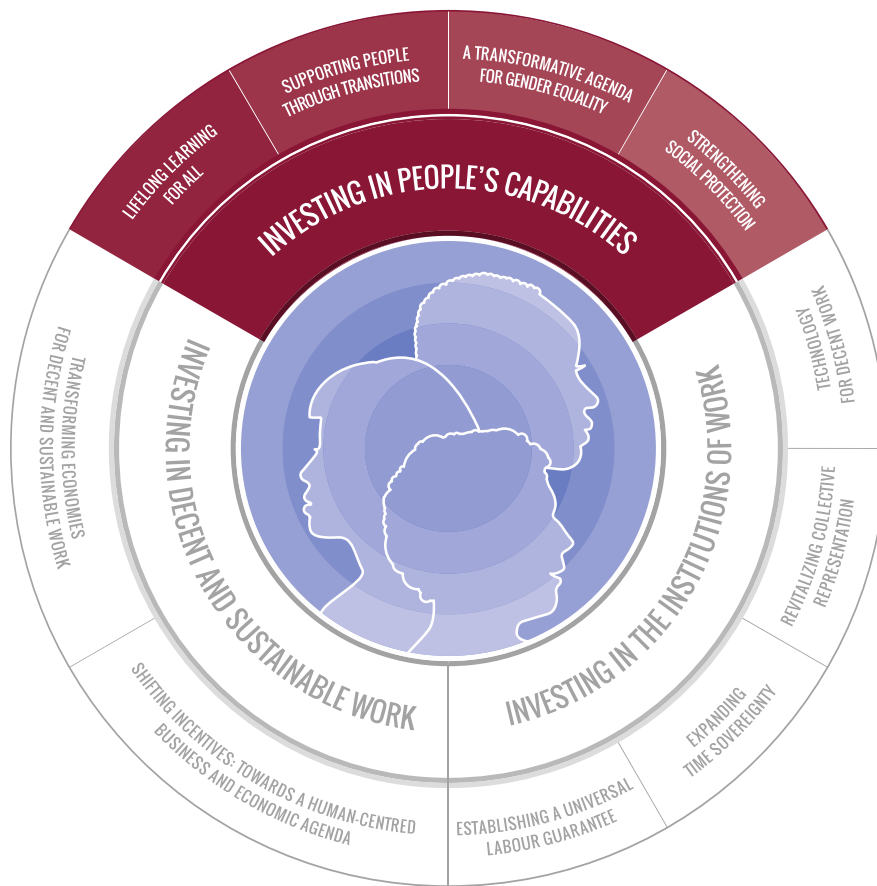 INVESTING IN PEOPLE'S CAPABILITIES
LIFELONG LEARNING
FOR ALL
SUPPORTING PEOPLE
THROUGH TRANSITIONS
A TRANSFORMATIVE AGENDA
FOR GENDER EQUALITY
STRENGTHENING
SOCIAL PROTECTION
INVESTING IN THE INSTITUTIONS OF WORK
TECHNOLOGY
FOR DECENT WORK
REVITALIZING COLLECTIVE
REPRESENTATION
EXPANDING
TIME SOVEREIGNTY
ESTABLISHING A UNIVERSAL
LABOUR GUARANTEE
INVESTING IN DECENT AND SUSTAINABLE WORK
TRANSFORMING ECONOMIES
FOR DECENT AND SUSTAINABLE WORK
SHIFTING INCENTIVES: TOWARDS A HUMAN-CENTRED
BUSINESS AND ECONOMIC AGENDA